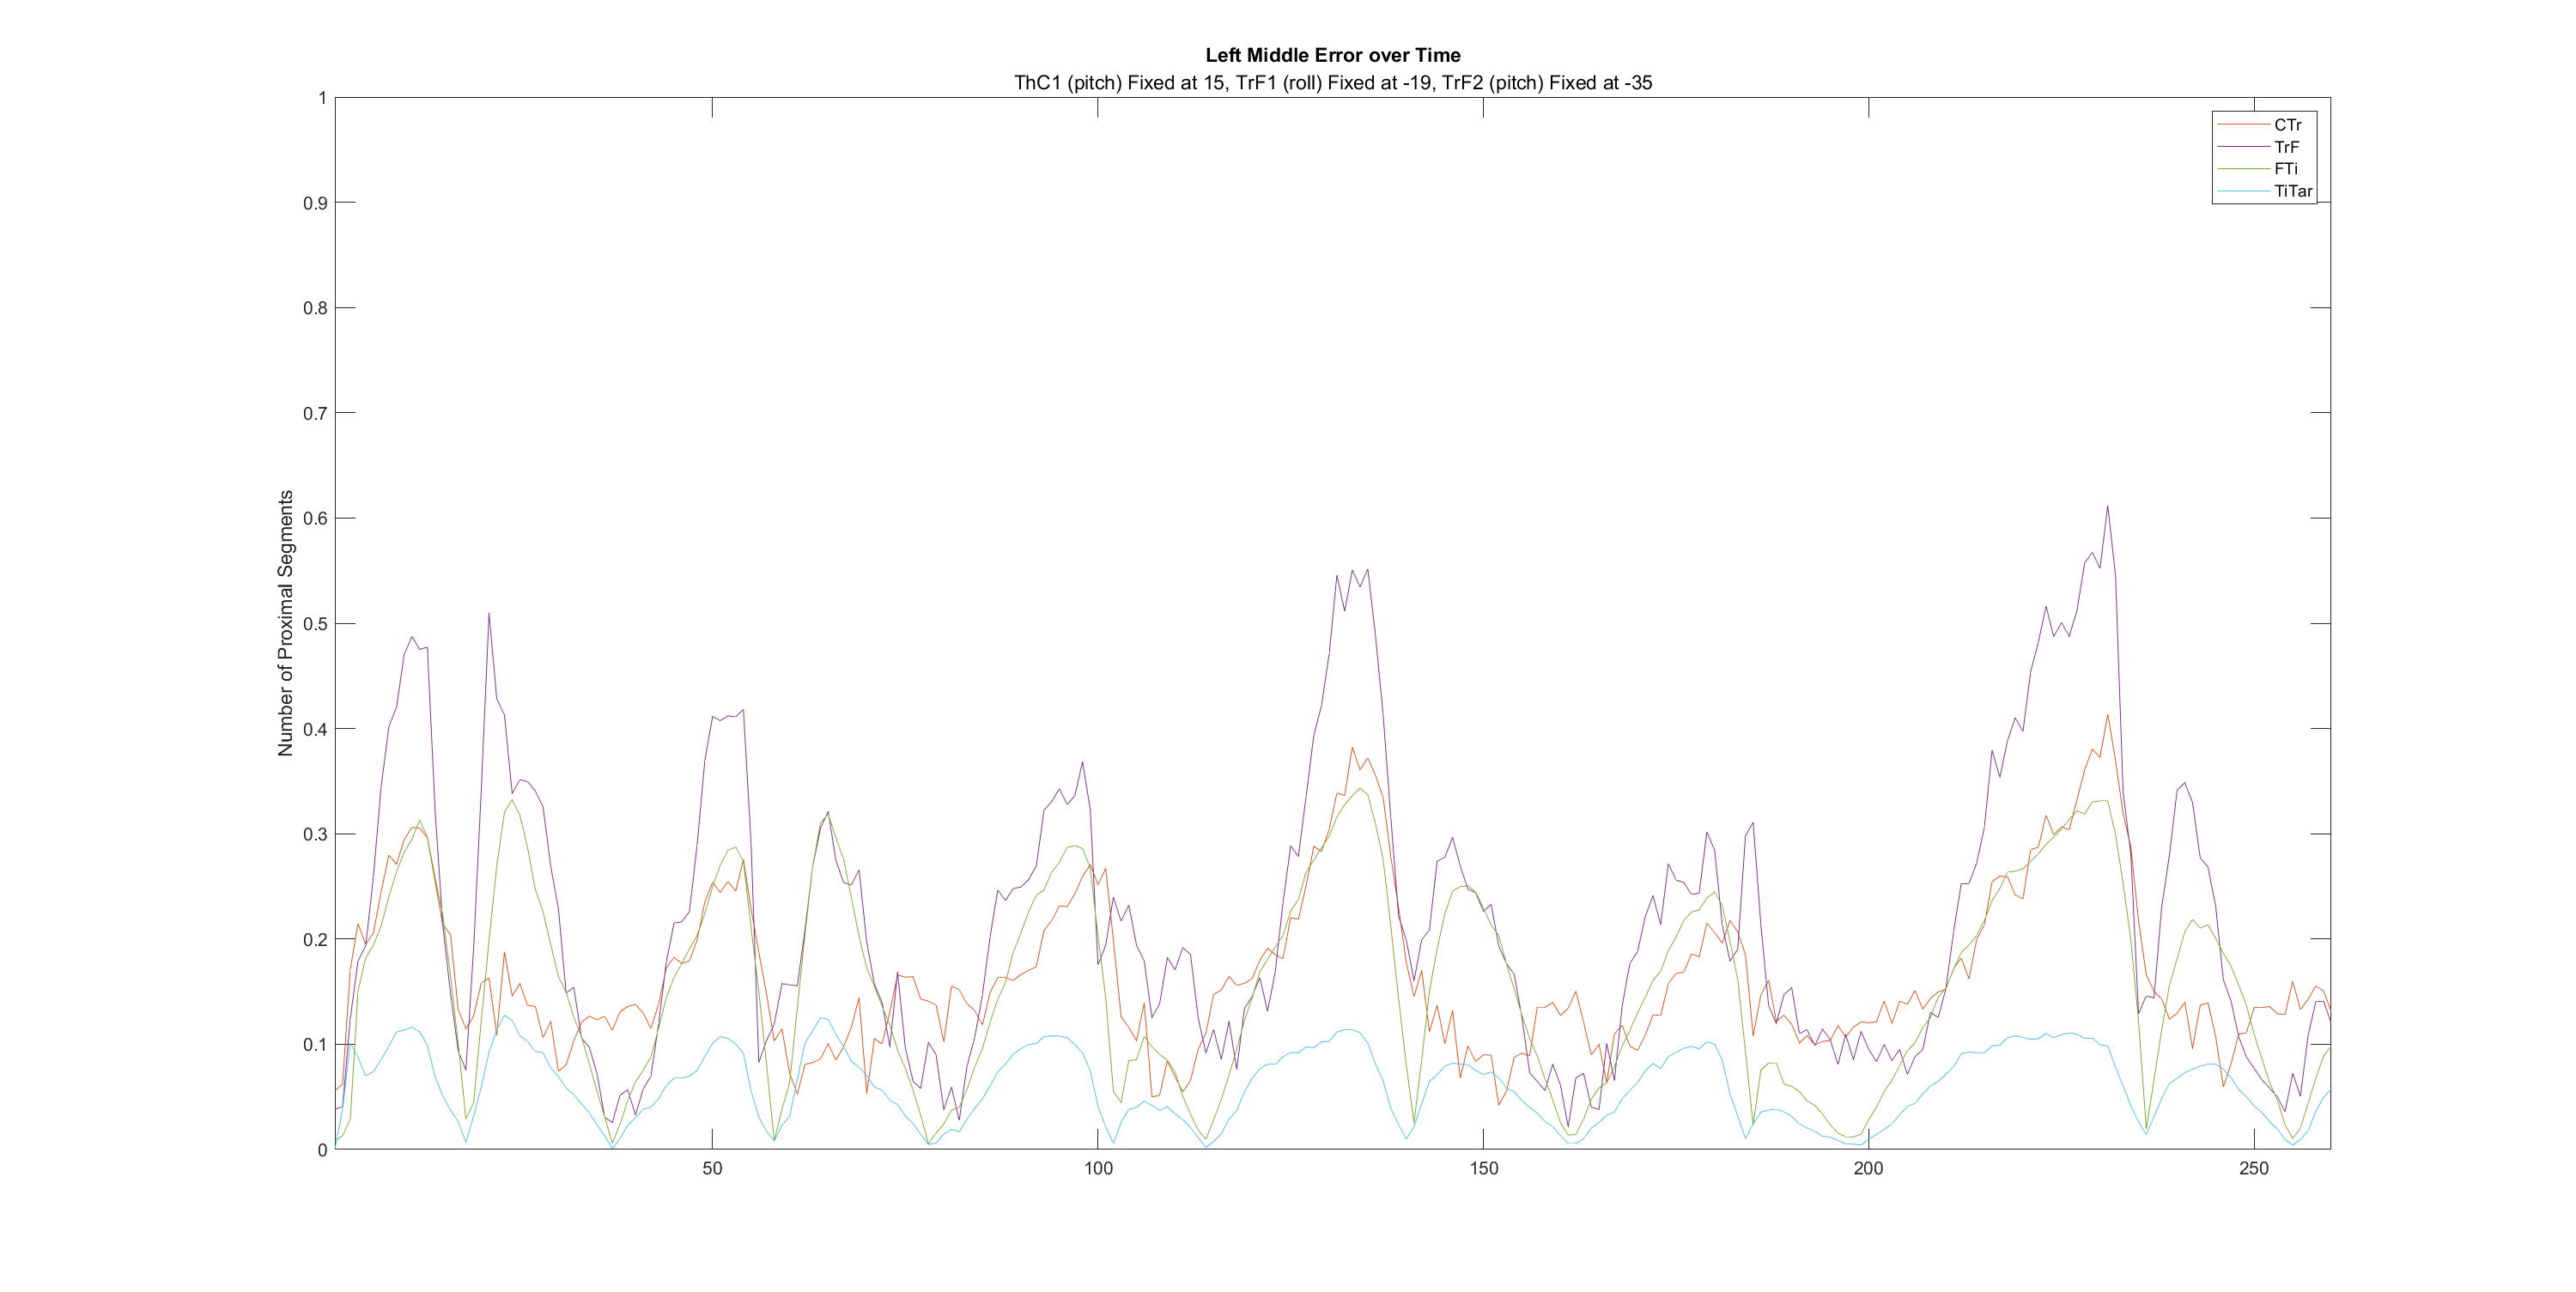 Left Middle Error over Time
ThC1 (pitch) Fixed at 15, TrF1 (roll) Fixed at -19, TrF2 (pitch) Fixed at -35
CTr
TrF
FTi
TiTar
Number of Proximal Segments
1
0.9
0.8
0.7
0.6
0.5
0.4
0.3
0.2
0.1
0
50
100
150
200
250